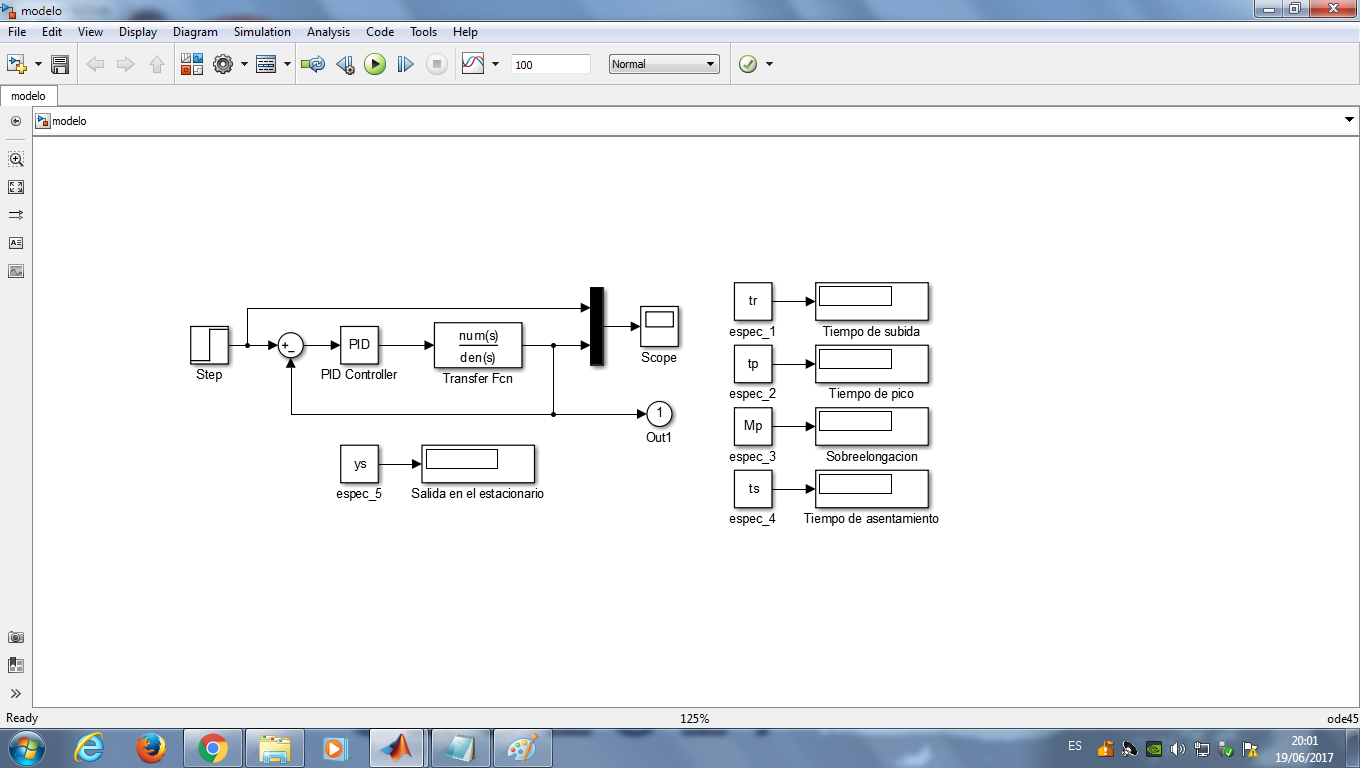 modelo
File Edit View Display Diagram Simulation Analysis Code Tools Help
100
Normal
modelo
modelo
Step
+
_
PID
PID Controller
num(s)
den(s)
Transfer Fcn
Scope
1
Out1
ys
espec_5
Salida en el estacionario
tr
espec_1
Tiempo de subida
tp
espec_2
Tiempo de pico
Mp
espec_3
Sobreelongacion
ts
espec_4
Tiempo de asentamiento
Ready
125%
ode45
ES
20:01
19/06/2017